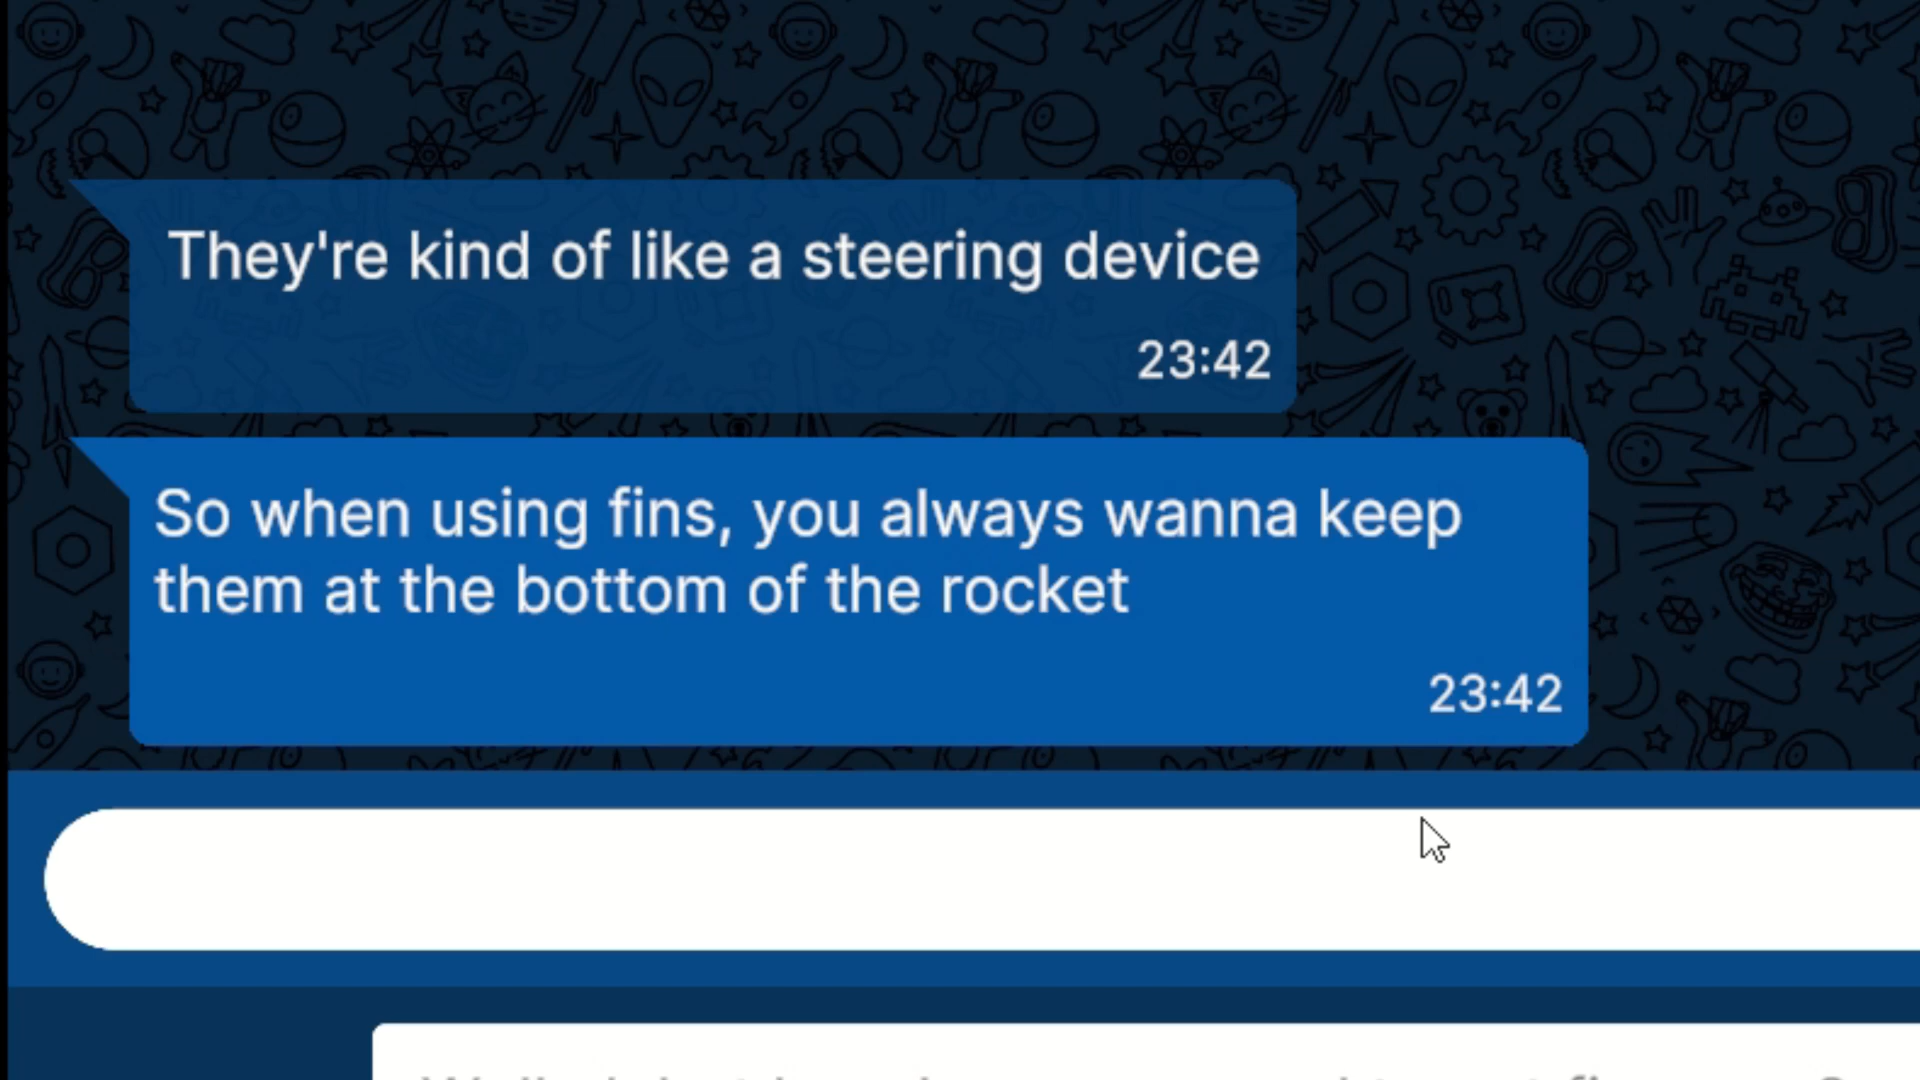 They're kind of like a steering device
23:42
So when using fins, you always wanna keep
them at the bottom of the rocket
23:42